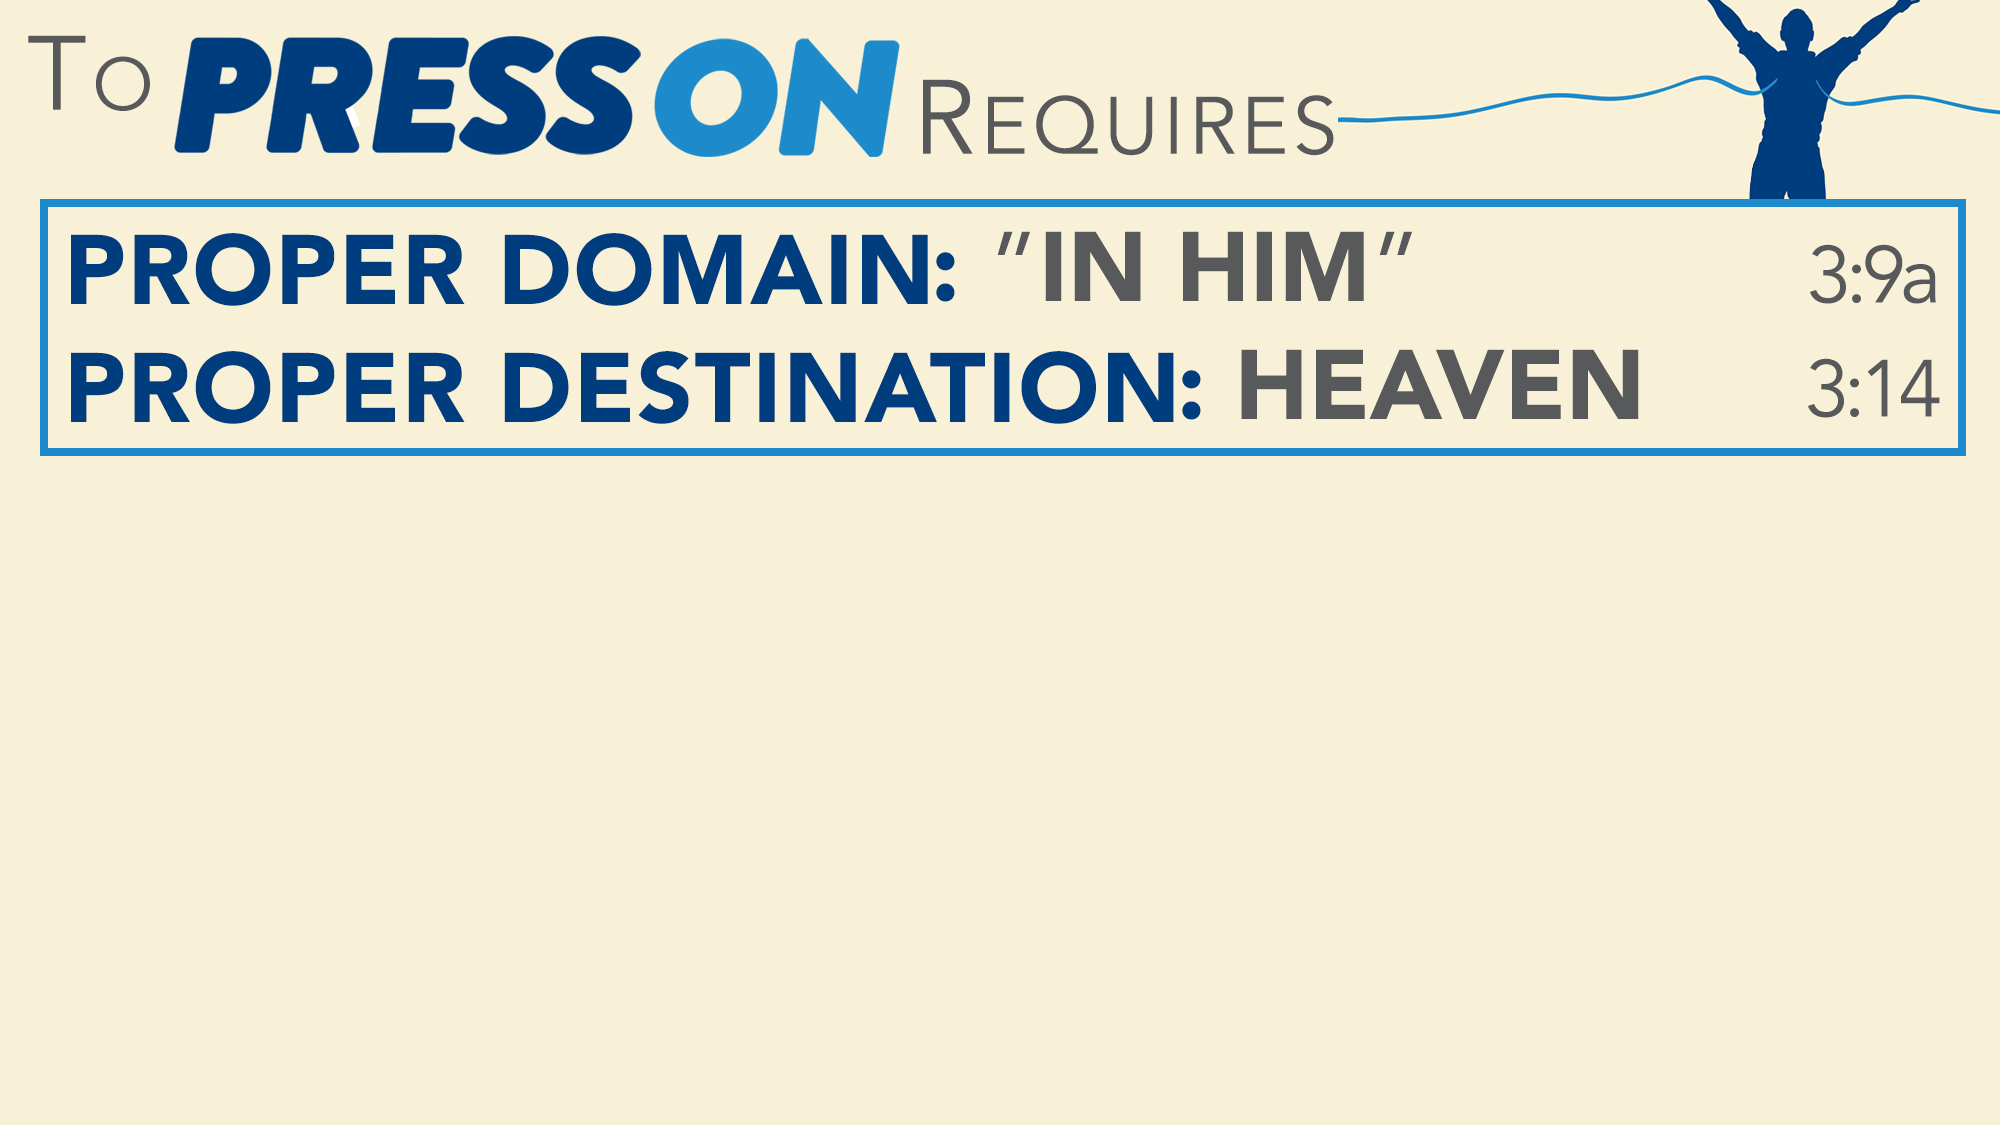 To PRESS ON REQUIRES
PROPER DOMAIN: "IN HIM" 3:9a
PROPER DESTINATION: HEAVEN 3:14